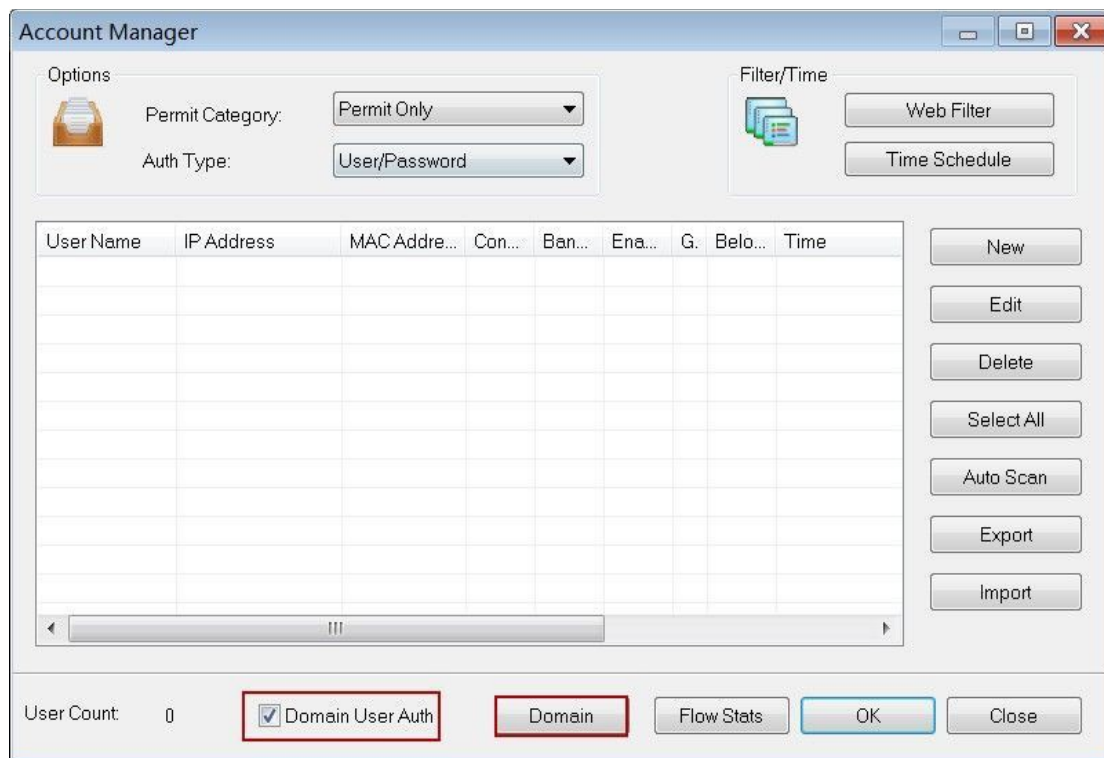 Account Manager
Options
Permit Category:
Permit Only
Auth Type:
User/Password
Filter/Time
Web Filter
Time Schedule
User Name IP Address MAC Addre... Con... Ban... Ena... G. Belo... Time
New
Edit
Delete
Select All
Auto Scan
Export
Import
User Count: 0 Domain User Auth Domain Flow Stats OK Close